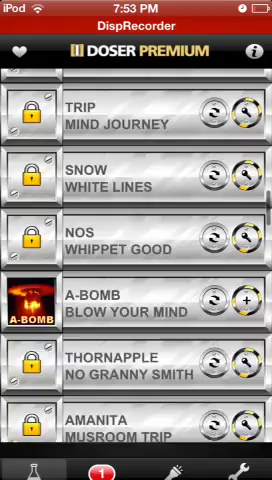 iPod 7:53 PM
DispRecorder
DOSER PREMIUM
TRIP
MIND JOURNEY
SNOW
WHITE LINES
NOS
WHIPPET GOOD
A-BOMB
A-BOMB
BLOW YOUR MIND
THORNAPPLE
NO GRANNY SMITH
AMANITA
MUSROOM TRIP
1